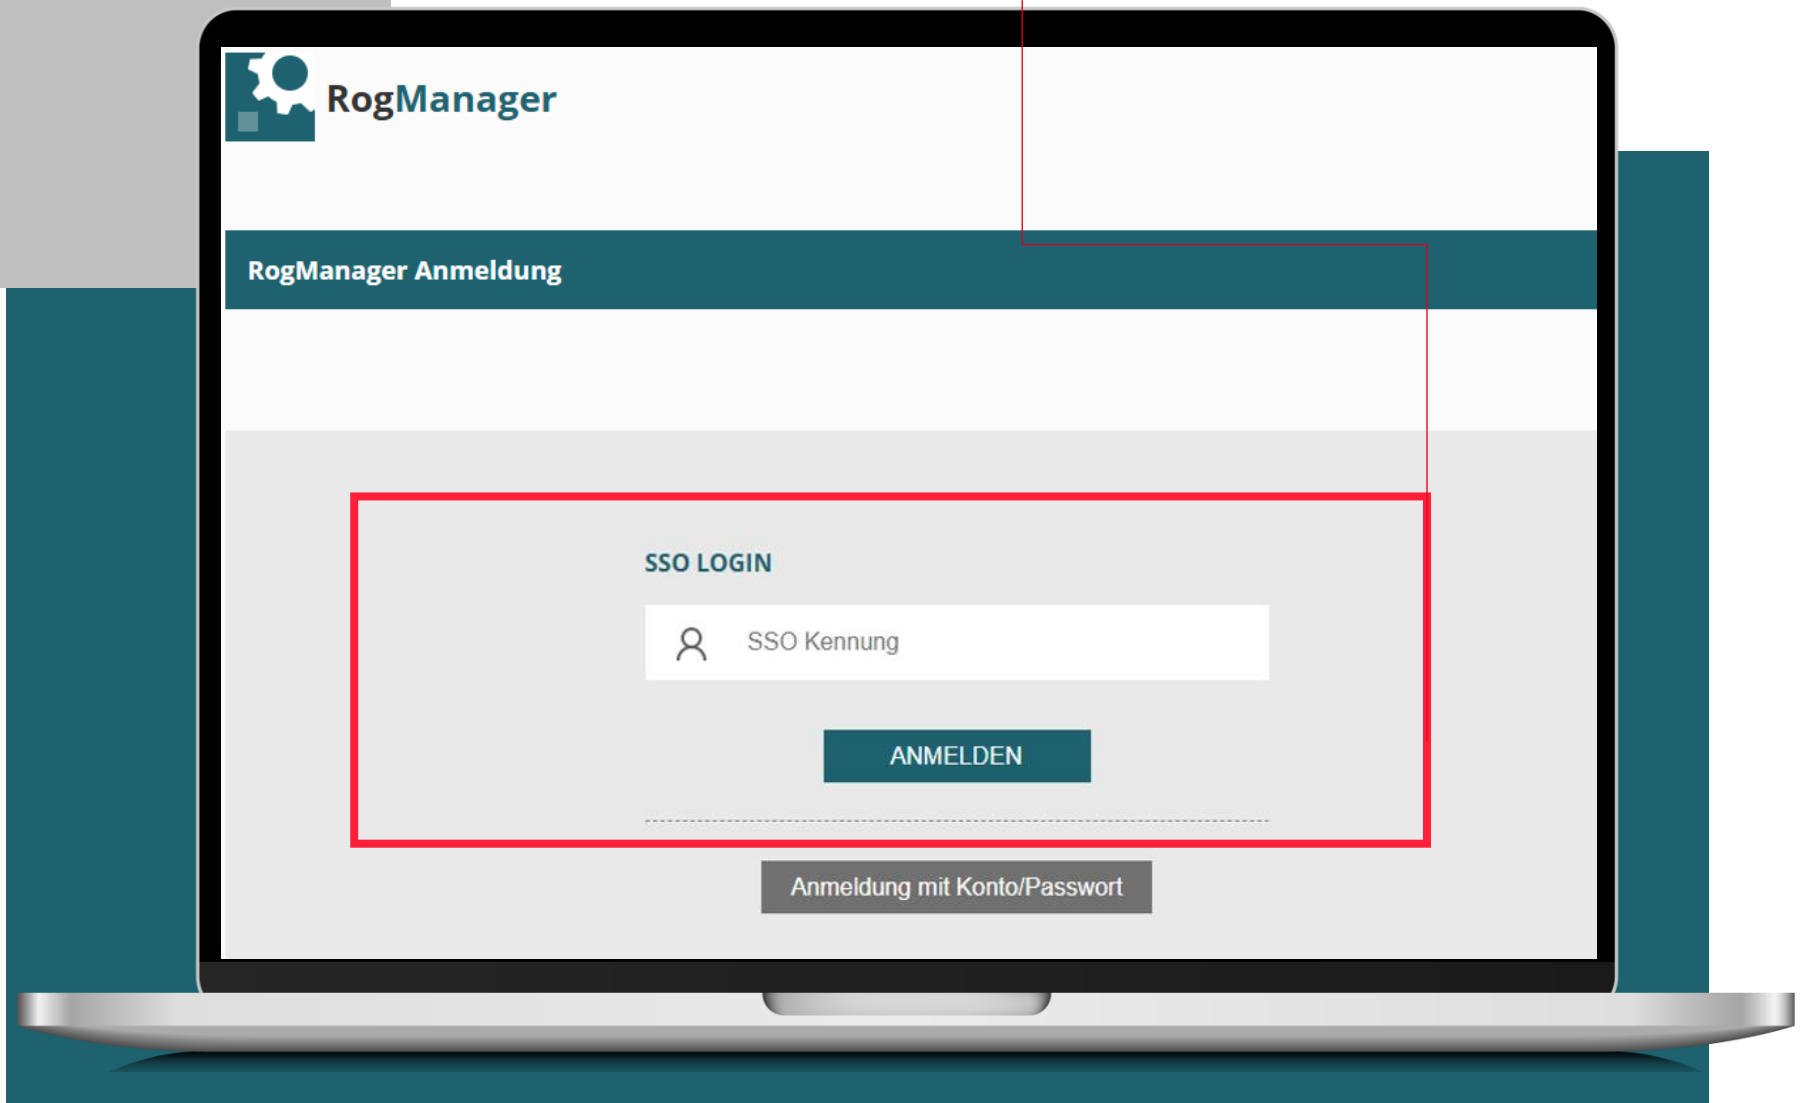 RogManager
RogManager Anmeldung
SSO LOGIN
SSO Kennung
ANMELDEN
Anmeldung mit Konto/Passwort